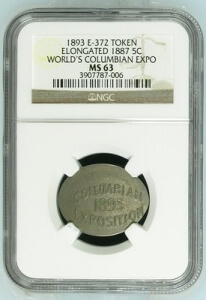 1893 E-372 TOKEN
ELONGATED 1887 5C
WORLD'S COLUMBIAN EXPO
MS 63
3907787-006
NGC
COLUMBIAN
1893
EXPOSITION